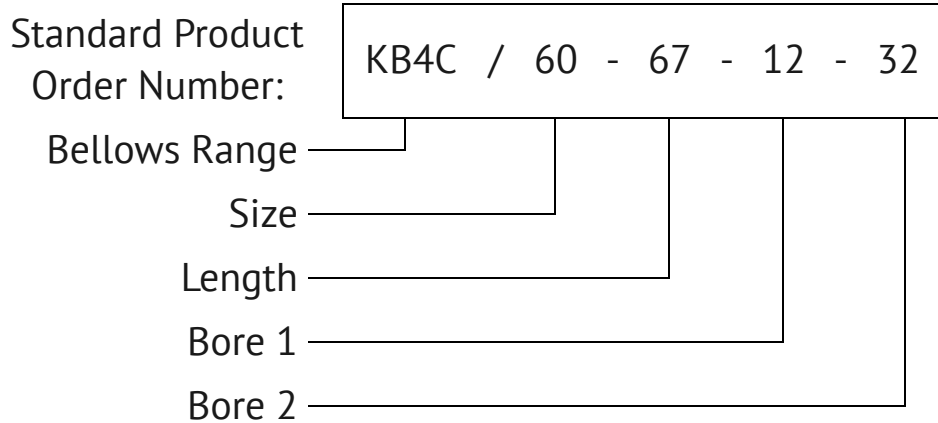 Standard Product
Order Number:
KB4C / 60 - 67 - 12 - 32
Bellows Range
Size
Length
Bore 1
Bore 2